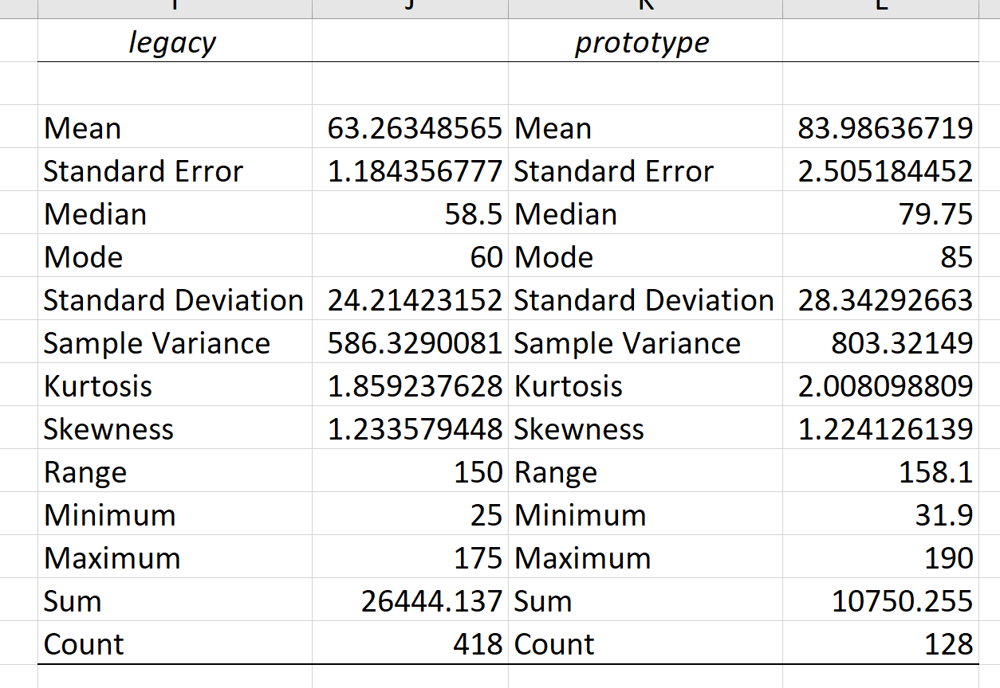 J K L
legacy prototype
Mean 63.26348565 Mean 83.98636719
Standard Error 1.184356777 Standard Error 2.505184452
Median 58.5 Median 79.75
Mode 60 Mode 85
Standard Deviation 24.21423152 Standard Deviation 28.34292663
Sample Variance 586.3290081 Sample Variance 803.32149
Kurtosis 1.859237628 Kurtosis 2.008098809
Skewness 1.233579448 Skewness 1.224126139
Range 150 Range 158.1
Minimum 25 Minimum 31.9
Maximum 175 Maximum 190
Sum 26444.137 Sum 10750.255
Count 418 Count 128